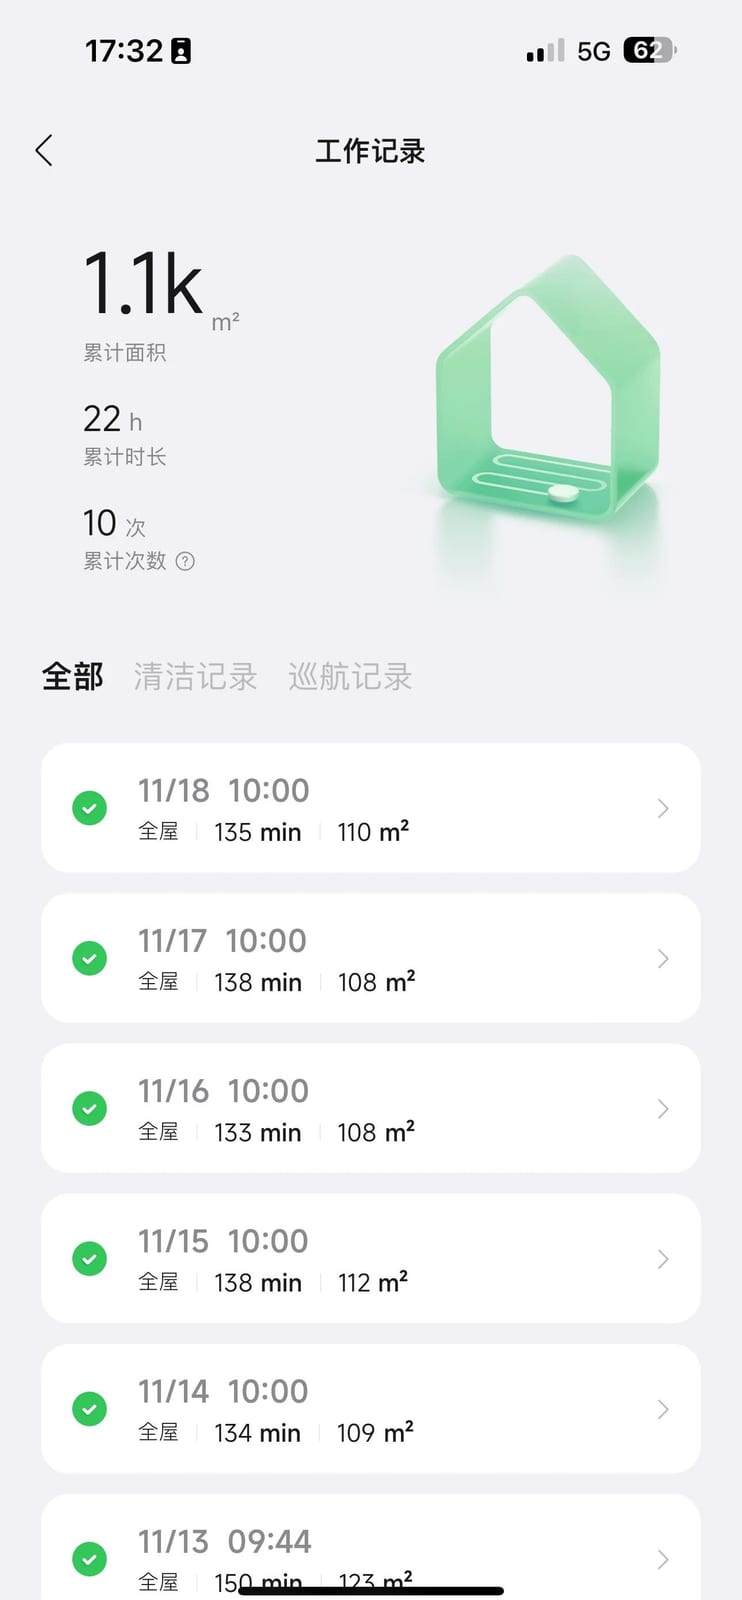 17:32 5G 62
工作记录
1.1k m²
累计面积
22 h
累计时长
10 次
累计次数 ?
全部 清洁记录 巡航记录
11/18 10:00
全屋 135 min 110 m²
11/17 10:00
全屋 138 min 108 m²
11/16 10:00
全屋 133 min 108 m²
11/15 10:00
全屋 138 min 112 m²
11/14 10:00
全屋 134 min 109 m²
11/13 09:44
全屋 150 min 123 m²